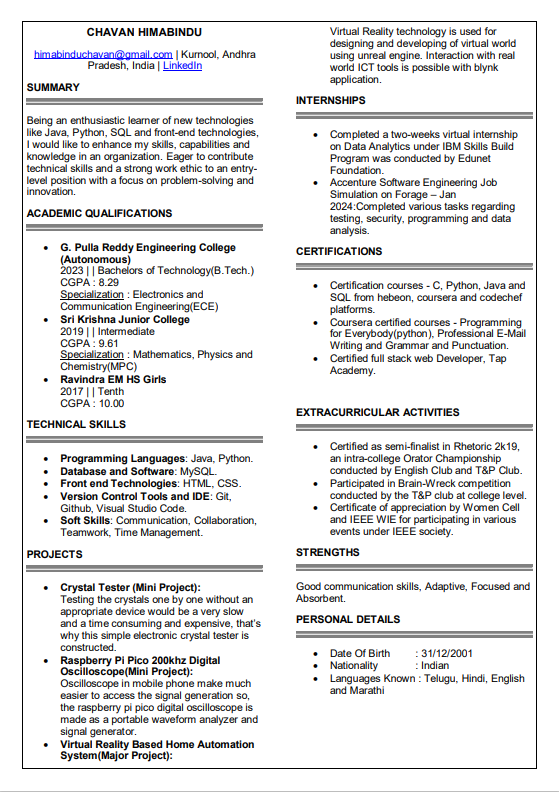 CHAVAN HIMABINDU
himabinduchavan@gmail.com | Kurnool, Andhra
Pradesh, India | LinkedIn
SUMMARY
Being an enthusiastic learner of new technologies
like Java, Python, SQL and front-end technologies,
I would like to enhance my skills, capabilities and
knowledge in an organization. Eager to contribute
technical skills and a strong work ethic to an entry-
level position with a focus on problem-solving and
innovation.
ACADEMIC QUALIFICATIONS
• G. Pulla Reddy Engineering College
(Autonomous)
2023 | | Bachelors of Technology(B.Tech.)
CGPA : 8.29
Specialization : Electronics and
Communication Engineering(ECE)
• Sri Krishna Junior College
2019 | | Intermediate
CGPA : 9.61
Specialization : Mathematics, Physics and
Chemistry(MPC)
• Ravindra EM HS Girls
2017 | | Tenth
CGPA : 10.00
TECHNICAL SKILLS
• Programming Languages: Java, Python.
• Database and Software: MySQL.
• Front end Technologies: HTML, CSS.
• Version Control Tools and IDE: Git,
Github, Visual Studio Code.
• Soft Skills: Communication, Collaboration,
Teamwork, Time Management.
PROJECTS
• Crystal Tester (Mini Project):
Testing the crystals one by one without an
appropriate device would be a very slow
and a time consuming and expensive, that's
why this simple electronic crystal tester is
constructed.
• Raspberry Pi Pico 200khz Digital
Oscilloscope(Mini Project):
Oscilloscope in mobile phone make much
easier to access the signal generation so,
the raspberry pi pico digital oscilloscope is
made as a portable waveform analyzer and
signal generator.
• Virtual Reality Based Home Automation
System(Major Project):
Virtual Reality technology is used for
designing and developing of virtual world
using unreal engine. Interaction with real
world ICT tools is possible with blynk
application.
INTERNSHIPS
• Completed a two-weeks virtual internship
on Data Analytics under IBM Skills Build
Program was conducted by Edunet
Foundation.
• Accenture Software Engineering Job
Simulation on Forage – Jan
2024:Completed various tasks regarding
testing, security, programming and data
analysis.
CERTIFICATIONS
• Certification courses - C, Python, Java and
SQL from hebeon, coursera and codechef
platforms.
• Coursera certified courses - Programming
for Everybody(python), Professional E-Mail
Writing and Grammar and Punctuation.
• Certified full stack web Developer, Tap
Academy.
EXTRACURRICULAR ACTIVITIES
• Certified as semi-finalist in Rhetoric 2k19,
an intra-college Orator Championship
conducted by English Club and T&P Club.
• Participated in Brain-Wreck competition
conducted by the T&P club at college level.
• Certificate of appreciation by Women Cell
and IEEE WIE for participating in various
events under IEEE society.
STRENGTHS
Good communication skills, Adaptive, Focused and
Absorbent.
PERSONAL DETAILS
• Date Of Birth : 31/12/2001
• Nationality : Indian
• Languages Known : Telugu, Hindi, English
and Marathi